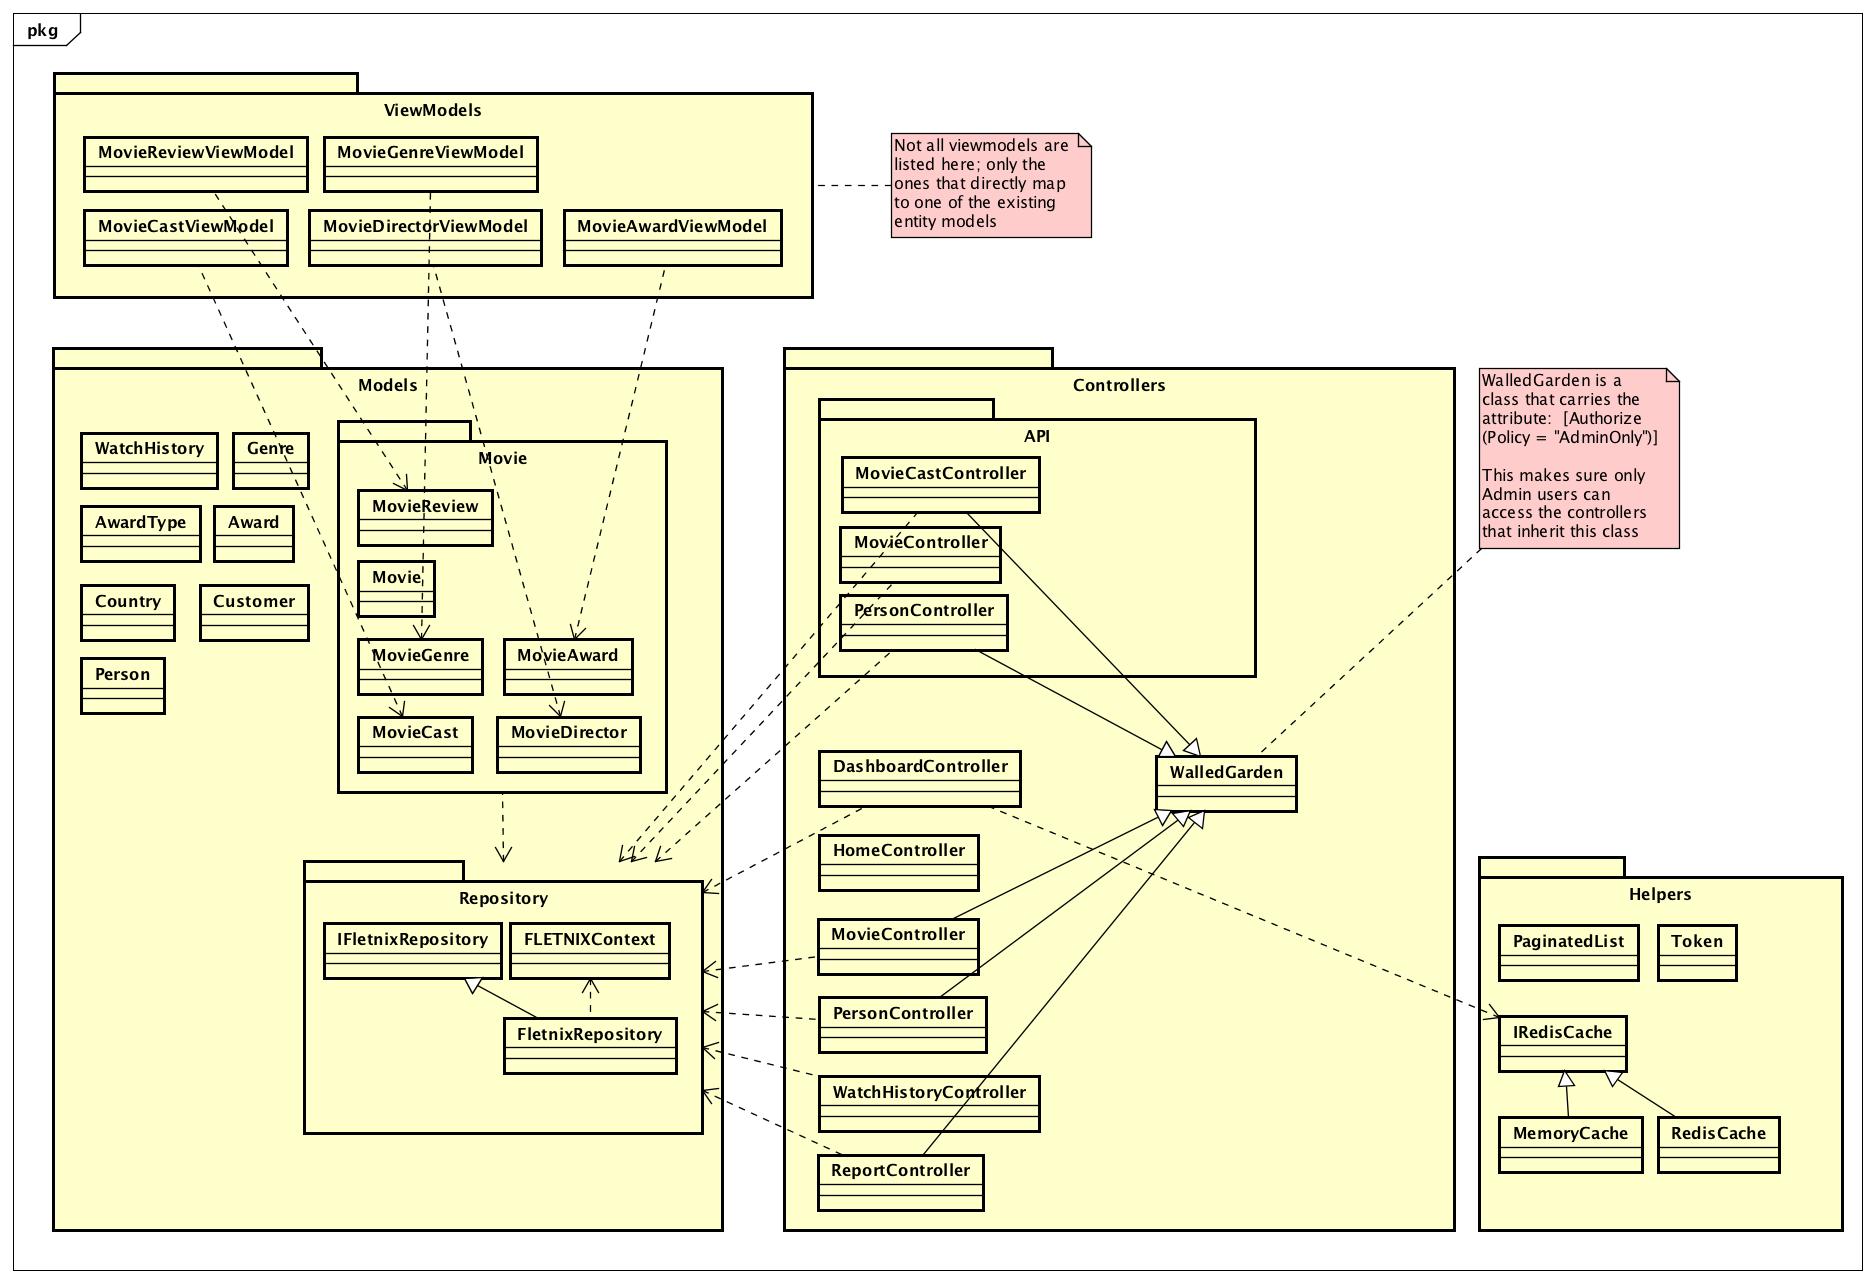 pkg
ViewModels
MovieReviewViewModel
MovieGenreViewModel
MovieCastViewModel
MovieDirectorViewModel
MovieAwardViewModel
Not all viewmodels are
listed here; only the
ones that directly map
to one of the existing
entity models
Models
WatchHistory
Genre
AwardType
Award
Country
Customer
Person
Movie
MovieReview
Movie
MovieGenre
MovieAward
MovieCast
MovieDirector
Repository
IFletnixRepository
FLETNIXContext
FletnixRepository
Controllers
API
MovieCastController
MovieController
PersonController
DashboardController
WalledGarden
HomeController
MovieController
PersonController
WatchHistoryController
ReportController
WalledGarden is a
class that carries the
attribute:  [Authorize
(Policy = "AdminOnly")]
This makes sure only
Admin users can
access the controllers
that inherit this class
Helpers
PaginatedList
Token
IRedisCache
MemoryCache
RedisCache